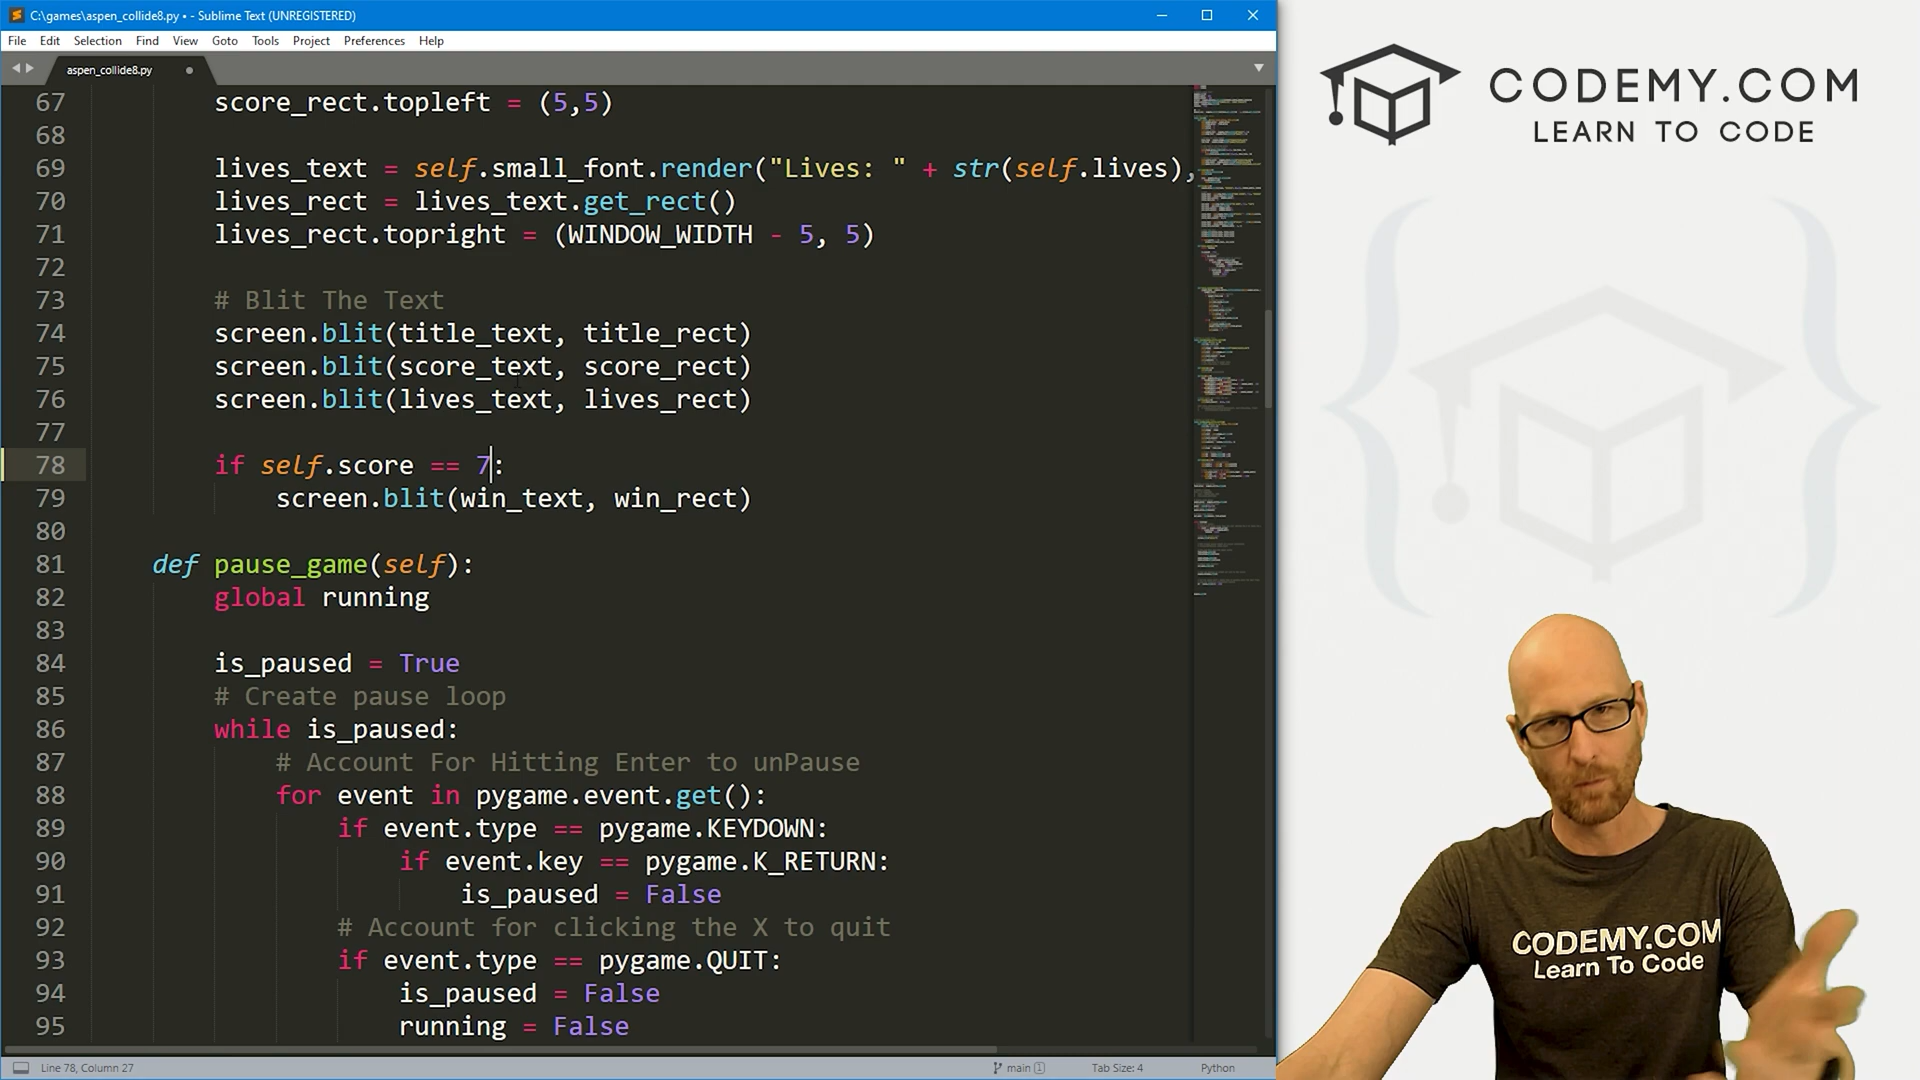 C:\games\aspen_collide8.py • - Sublime Text (UNREGISTERED)
File Edit Selection Find View Goto Tools Project Preferences Help
aspen_collide8.py
67 score_rect.topleft = (5,5)
68
69 lives_text = self.small_font.render("Lives: " + str(self.lives),
70 lives_rect = lives_text.get_rect()
71 lives_rect.topright = (WINDOW_WIDTH - 5, 5)
72
73 # Blit The Text
74 screen.blit(title_text, title_rect)
75 screen.blit(score_text, score_rect)
76 screen.blit(lives_text, lives_rect)
77
78 if self.score == 7:
79 screen.blit(win_text, win_rect)
80
81 def pause_game(self):
82 global running
83
84 is_paused = True
85 # Create pause loop
86 while is_paused:
87 # Account For Hitting Enter to unPause
88 for event in pygame.event.get():
89 if event.type == pygame.KEYDOWN:
90 if event.key == pygame.K_RETURN:
91 is_paused = False
92 # Account for clicking the X to quit
93 if event.type == pygame.QUIT:
94 is_paused = False
95 running = False
Line 78, Column 27
main 1
Tab Size: 4
Python
CODEMY.COM
LEARN TO CODE
CODEMY.COM
Learn To Code